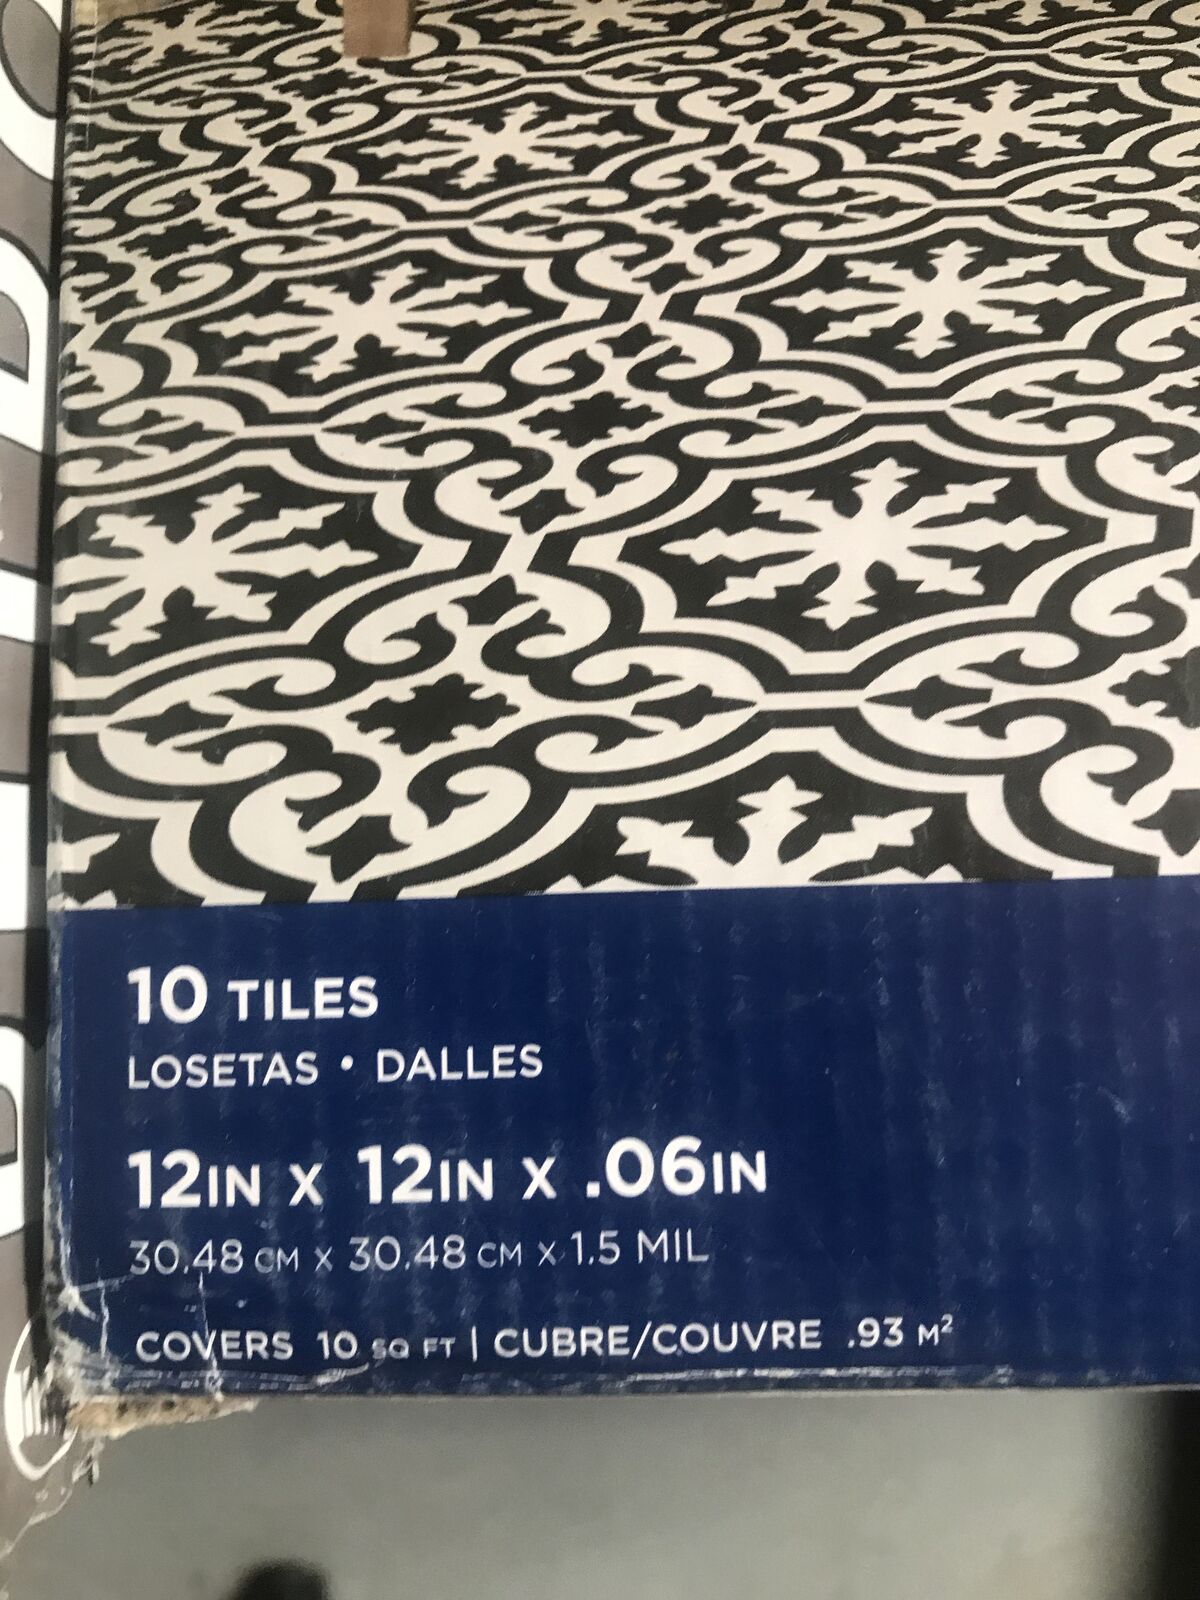 10 TILES
LOSETAS • DALLES
12IN X 12IN X .06IN
30.48 CM X 30.48 CM X 1.5 MIL
COVERS 10 SQ FT | CUBRE/COUVRE .93 M²